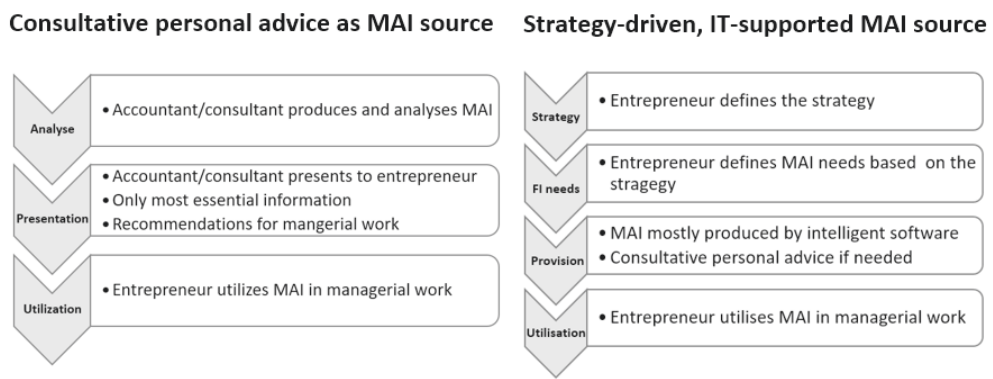 Consultative personal advice as MAI source
Analyse
• Accountant/consultant produces and analyses MAI
Presentation
• Accountant/consultant presents to entrepreneur
• Only most essential information
• Recommendations for mangerial work
Utilization
• Entrepreneur utilizes MAI in managerial work
Strategy-driven, IT-supported MAI source
Strategy
• Entrepreneur defines the strategy
FI needs
• Entrepreneur defines MAI needs based on the
stragegy
Provision
• MAI mostly produced by intelligent software
• Consultative personal advice if needed
Utilisation
• Entrepreneur utilises MAI in managerial work